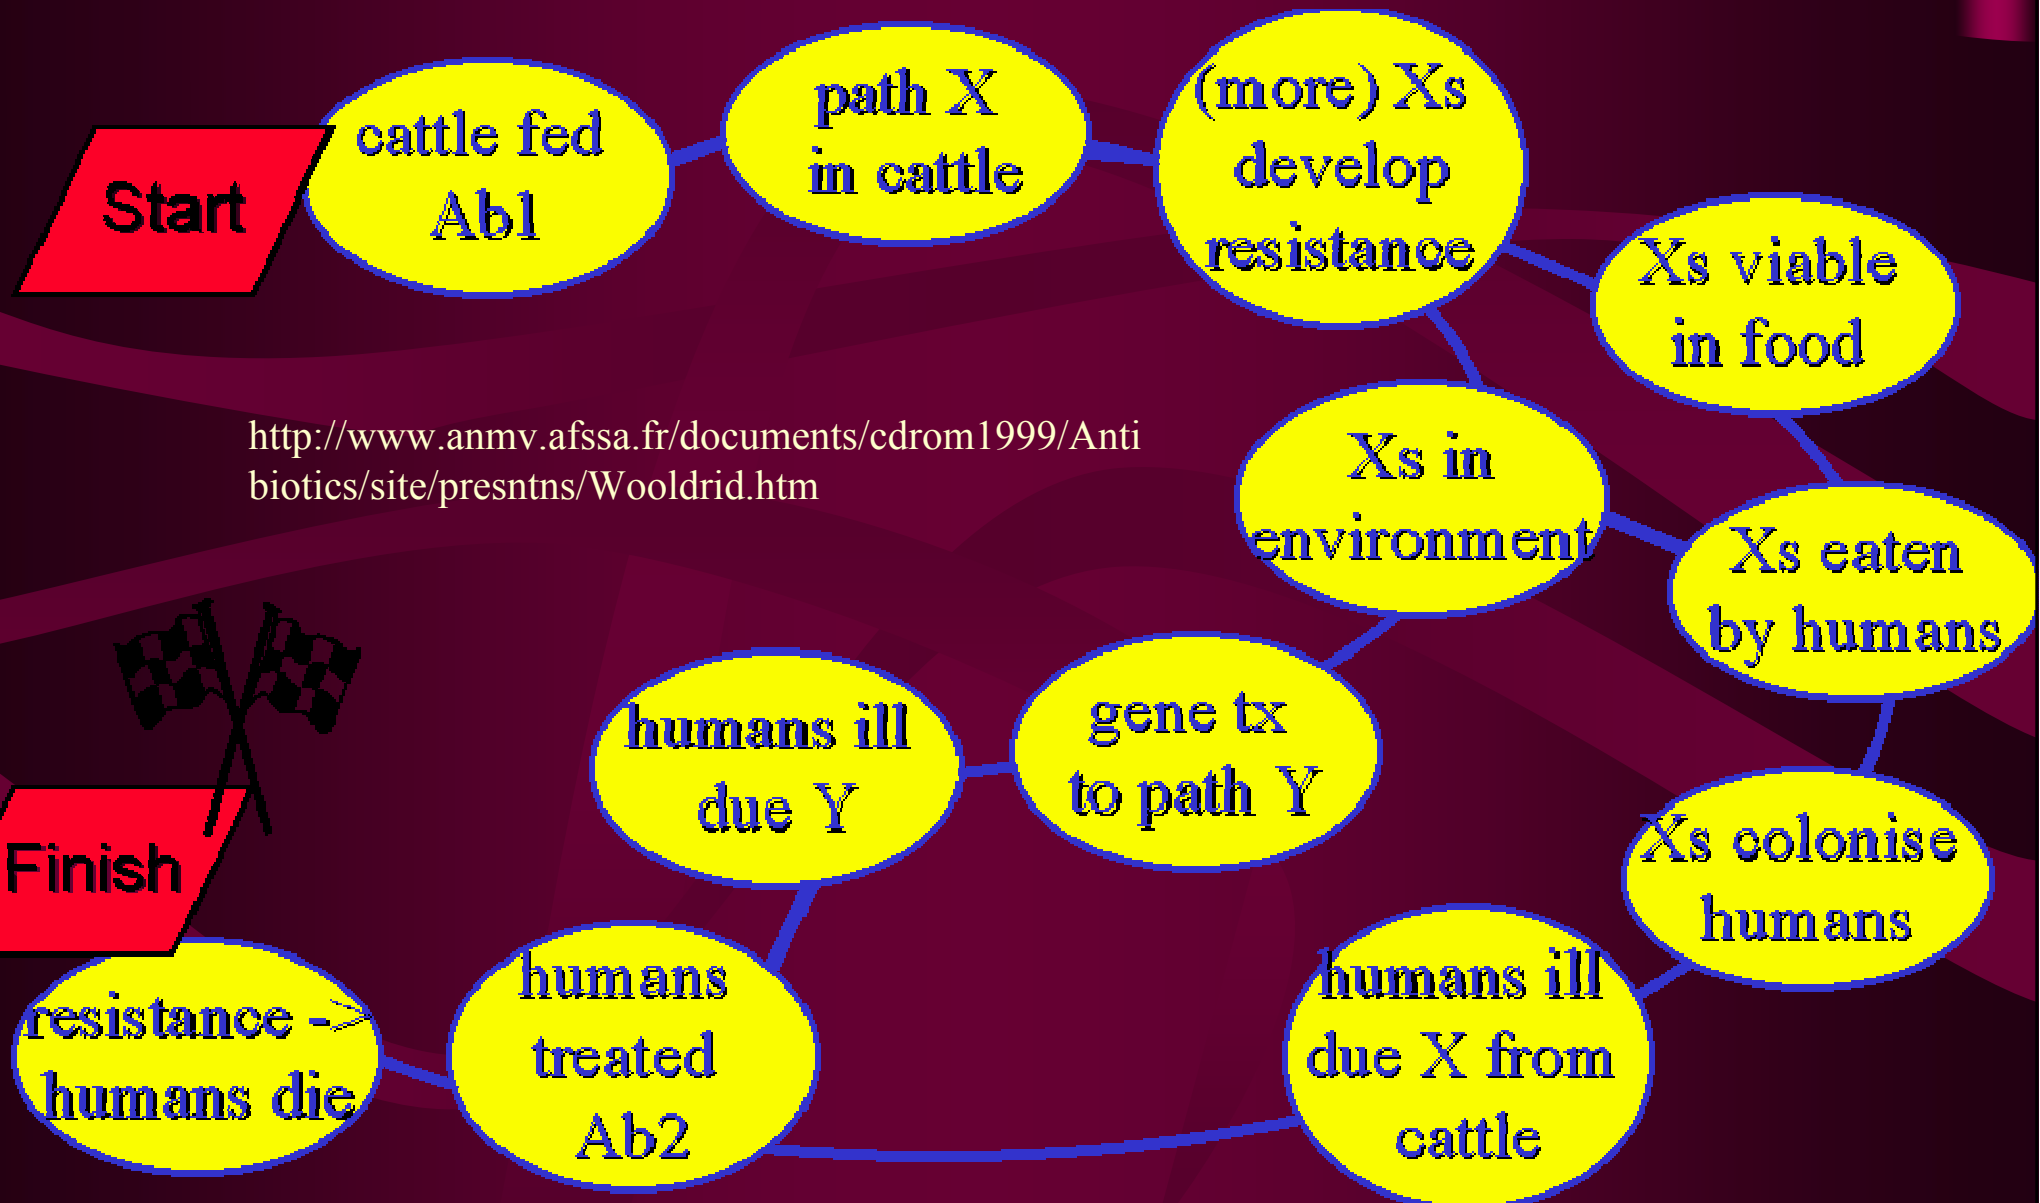 Start
cattle fed
Ab1
path X
in cattle
(more) Xs
develop
resistance
Xs viable
in food
http://www.anmv.afssa.fr/documents/cdrom1999/Anti
biotics/site/presntns/Wooldrid.htm
Xs in
environment
Xs eaten
by humans
gene tx
to path Y
humans ill
due Y
Xs colonise
humans
humans ill
due X from
cattle
humans
treated
Ab2
resistance ->
humans die
Finish